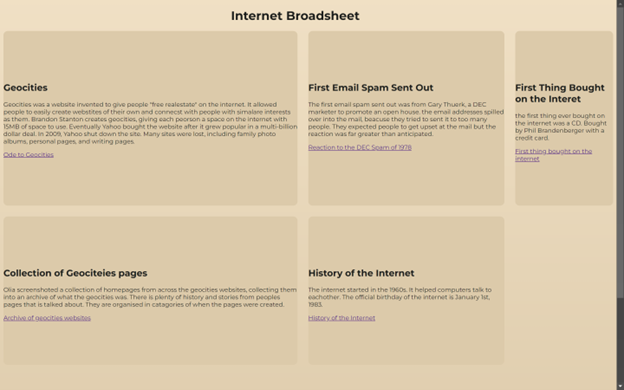 Internet Broadsheet
Geocities
Geocities was a website invented to give people "free realestate" on the internet. It allowed
people to easily create websites of their own and connecst with people with simalere interests
as them. Brandon Stanton creates geocities, giving each peorson a space on the internet with
15MB of space to use. Eventually Yahoo bought the website after it grew popular in a multi-billion
dollar deal. In 2009, Yahoo shut down the site. Many sites were lost, including family photo
albums, personal pages, and writing pages.
Ode to Geocities
First Email Spam Sent Out
The first email spam sent out was from Gary Thuerk, a DEC
marketer to promote an open house, the email addresses spilled
over into the mail, beacuse they tried to sent it to too many
people. They expected people to get upset at the mail but the
reaction was far greater than anticipated.
Reaction to the DEC Spam of 1978
First Thing Bought
on the Interet
the first thing ever bought on
the internet was a CD. Bought
by Phil Brandenberger with a
credit card.
First thing bought on the
internet
Collection of Geociteies pages
Olia screenshoted a collection of homepages from across the geocities websites, collecting them
into an archive of what the geocities was. There is plenty of history and stories from peoples
pages that is talked about. They are organised in catagories of when the pages were created.
Archive of geocities websites
History of the Internet
The internet started in the 1960s. It helped computers talk to
eachother. The official birthday of the internet is January 1st,
1983.
History of the Internet